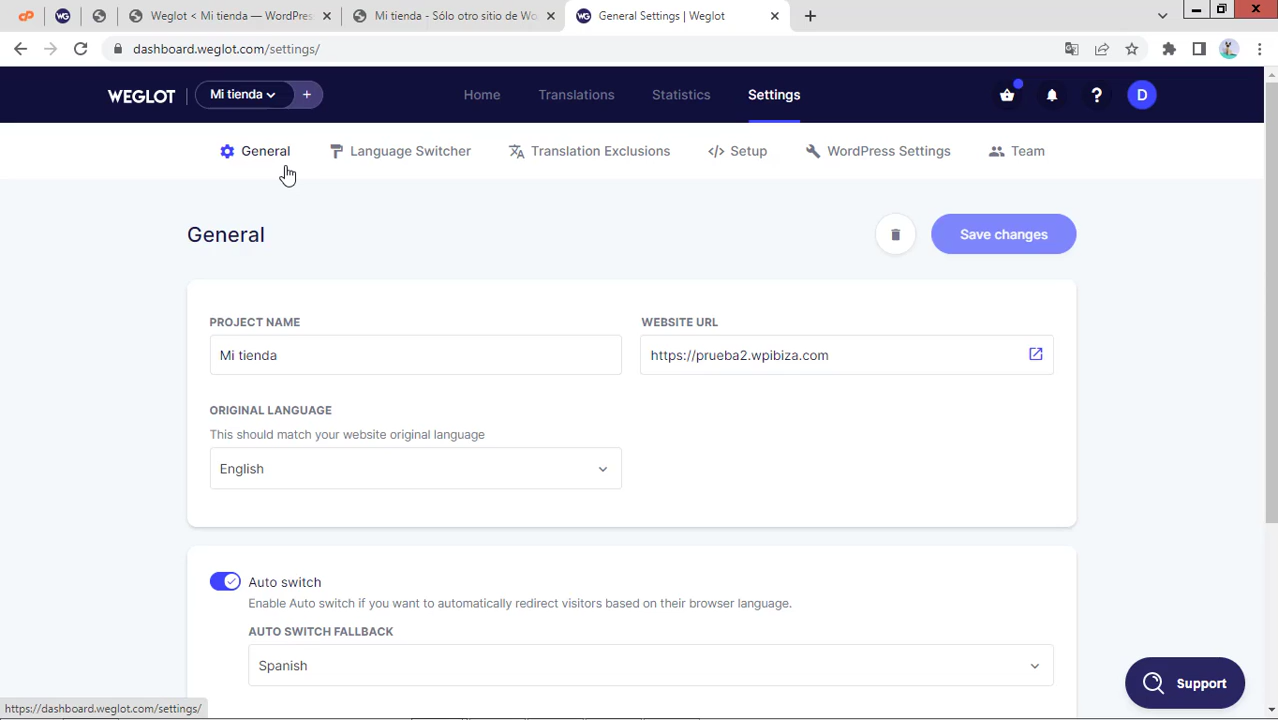 Weglot < Mi tienda — WordPres
Mi tienda - Sólo otro sitio de Wo
General Settings | Weglot
dashboard.weglot.com/settings/
WEGLOT
Mi tienda
+
Home
Translations
Statistics
Settings
?
D
General
Language Switcher
Translation Exclusions
</> Setup
WordPress Settings
Team
General
Save changes
PROJECT NAME
WEBSITE URL
Mi tienda
https://prueba2.wpibiza.com
ORIGINAL LANGUAGE
This should match your website original language
English
Auto switch
Enable Auto switch if you want to automatically redirect visitors based on their browser language.
AUTO SWITCH FALLBACK
Spanish
Support
https://dashboard.weglot.com/settings/